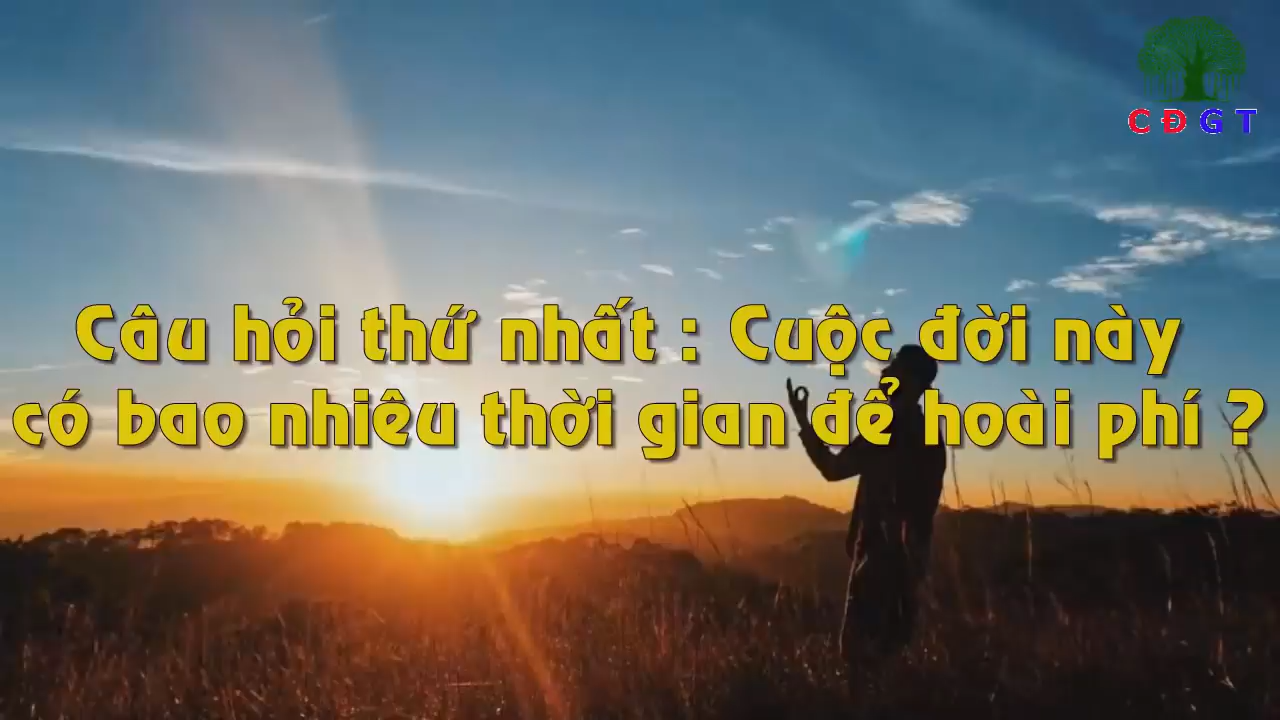 CĐGT
Câu hỏi thứ nhất : Cuộc đời này
có bao nhiêu thời gian để hoài phí ?